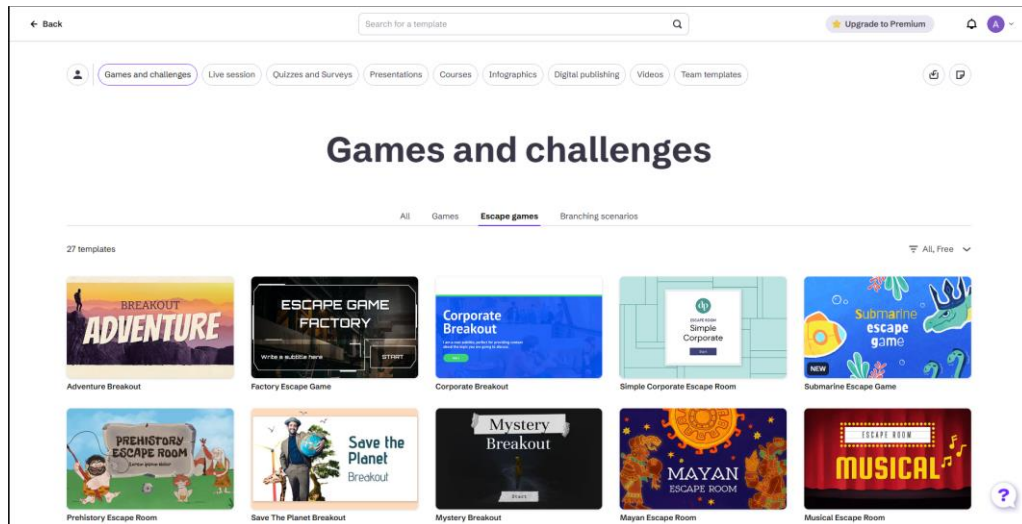 ← Back
Search for a template
Upgrade to Premium
A
Games and challenges
Live session
Quizzes and Surveys
Presentations
Courses
Infographics
Digital publishing
Videos
Team templates
Games and challenges
All
Games
Escape games
Branching scenarios
27 templates
All, Free
BREAKOUT
ADVENTURE
ESCAPE GAME
FACTORY
Write a subtitle here
START
Corporate
Breakout
dp
ESCAPE ROOM
Simple
Corporate
Start
Submarine
escape
game
NEW
Adventure Breakout
Factory Escape Game
Corporate Breakout
Simple Corporate Escape Room
Submarine Escape Game
PREHISTORY
ESCAPE ROOM
Save the
Planet
Breakout
Mystery
Breakout
Start
MAYAN
ESCAPE ROOM
ESCAPE ROOM
MUSICAL
?
Prehistory Escape Room
Save The Planet Breakout
Mystery Breakout
Mayan Escape Room
Musical Escape Room